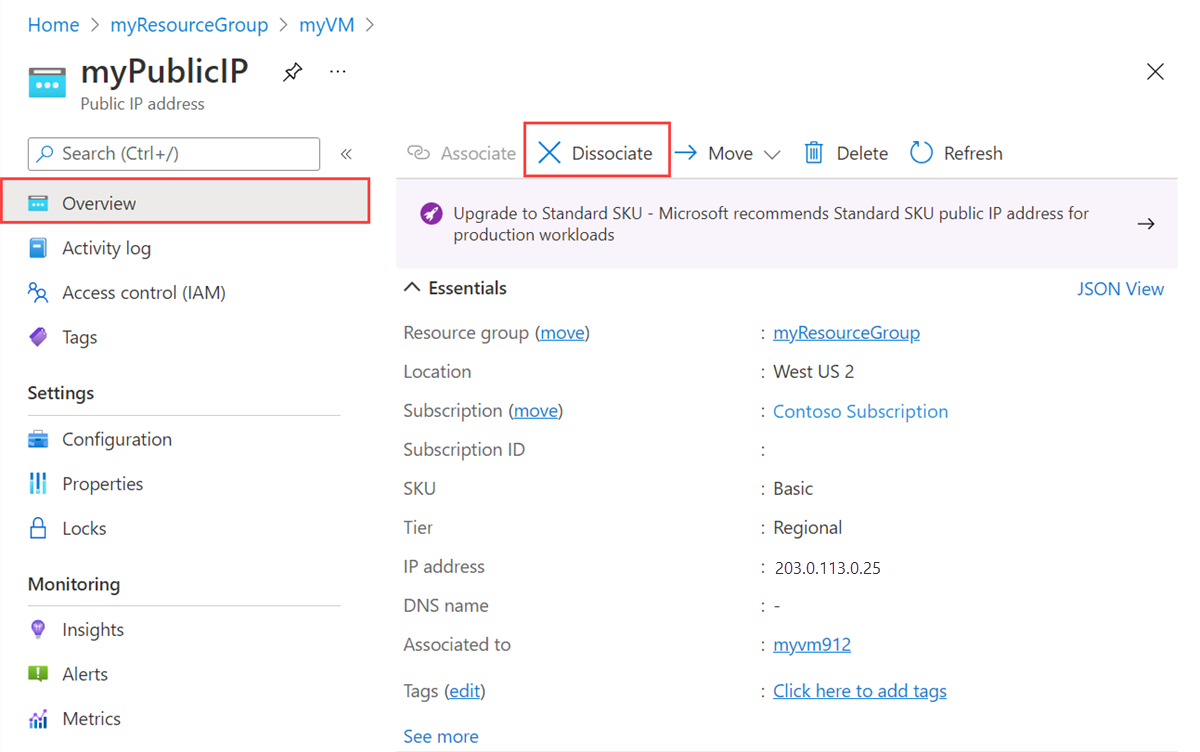 Home > myResourceGroup > myVM >
myPublicIP ...
Public IP address
Search (Ctrl+/) «
Overview
Activity log
Access control (IAM)
Tags
Settings
Configuration
Properties
Locks
Monitoring
Insights
Alerts
Metrics
Associate Dissociate Move Delete Refresh
Upgrade to Standard SKU - Microsoft recommends Standard SKU public IP address for
production workloads
Essentials JSON View
Resource group (move) : myResourceGroup
Location : West US 2
Subscription (move) : Contoso Subscription
Subscription ID :
SKU : Basic
Tier : Regional
IP address : 203.0.113.0.25
DNS name : -
Associated to : myvm912
Tags (edit) : Click here to add tags
See more